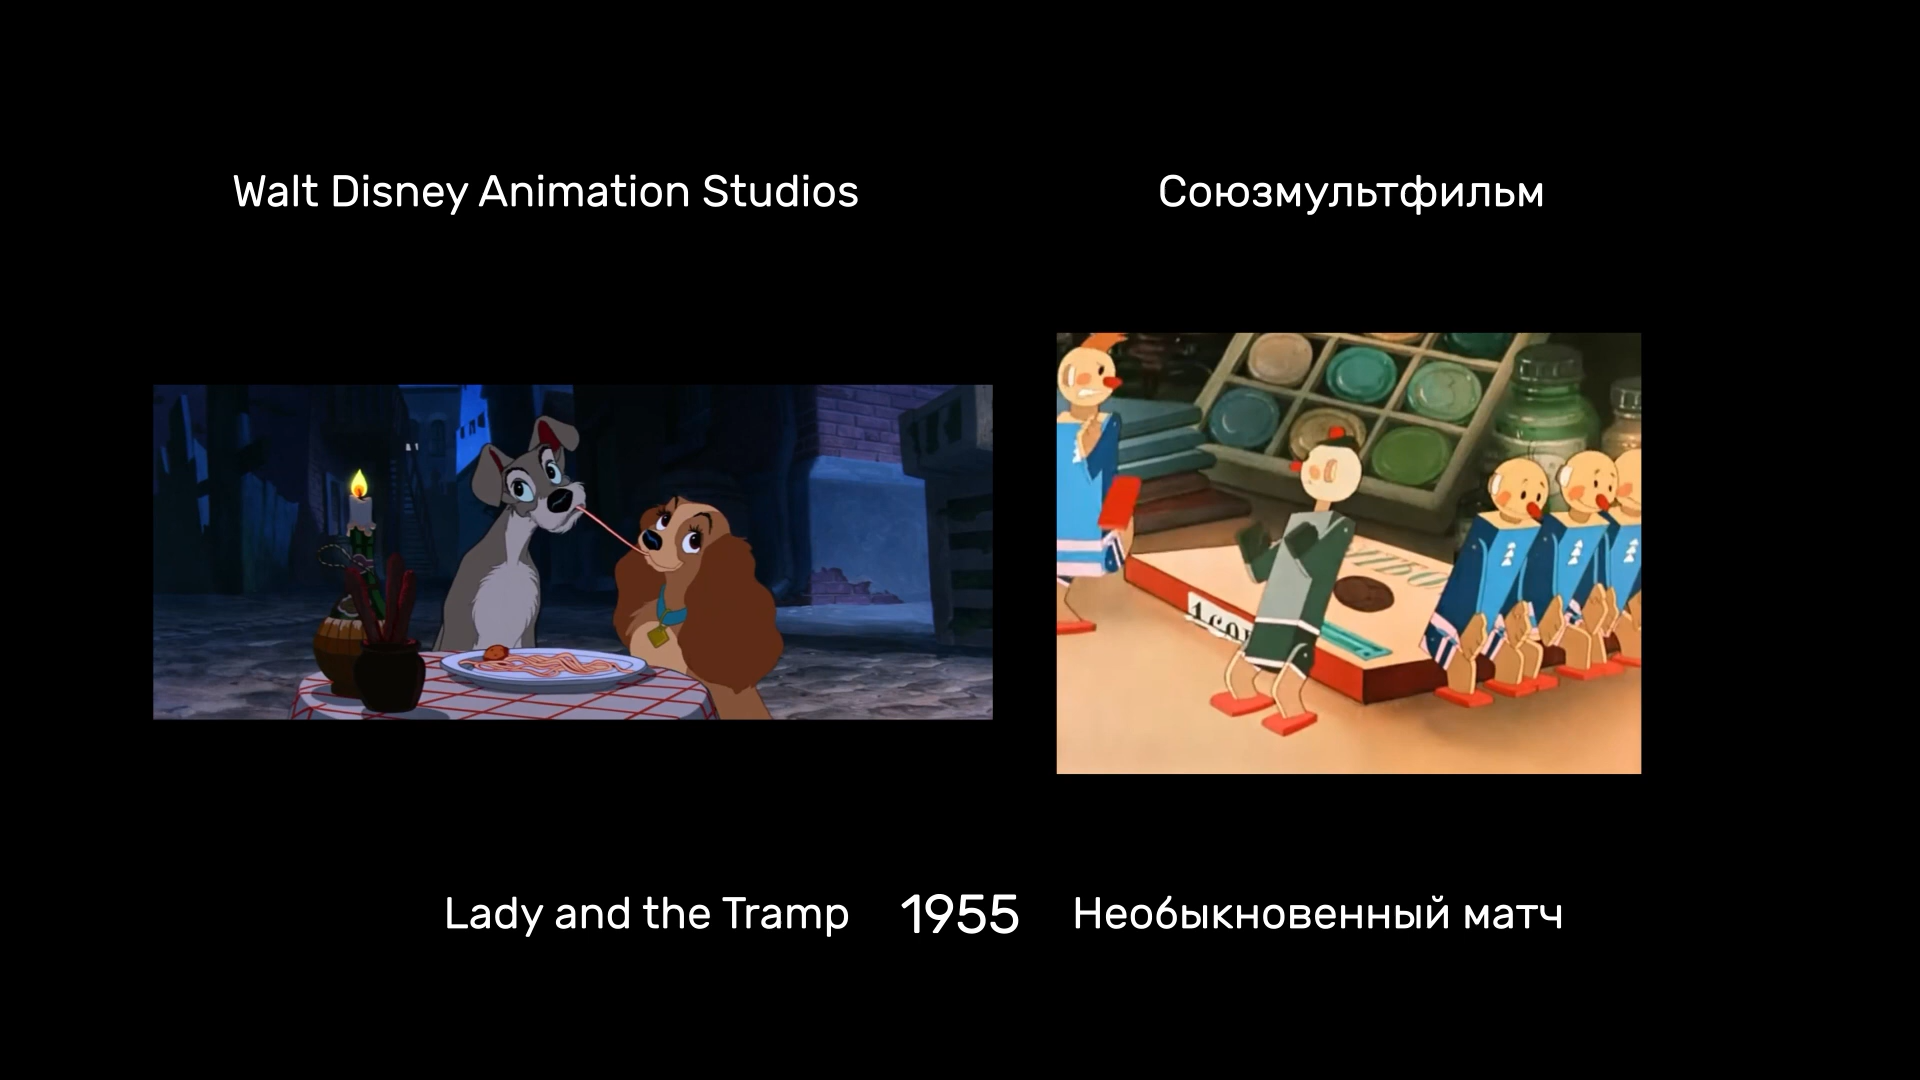 Walt Disney Animation Studios
Союзмультфильм
Lady and the Tramp
1955
Необыкновенный матч